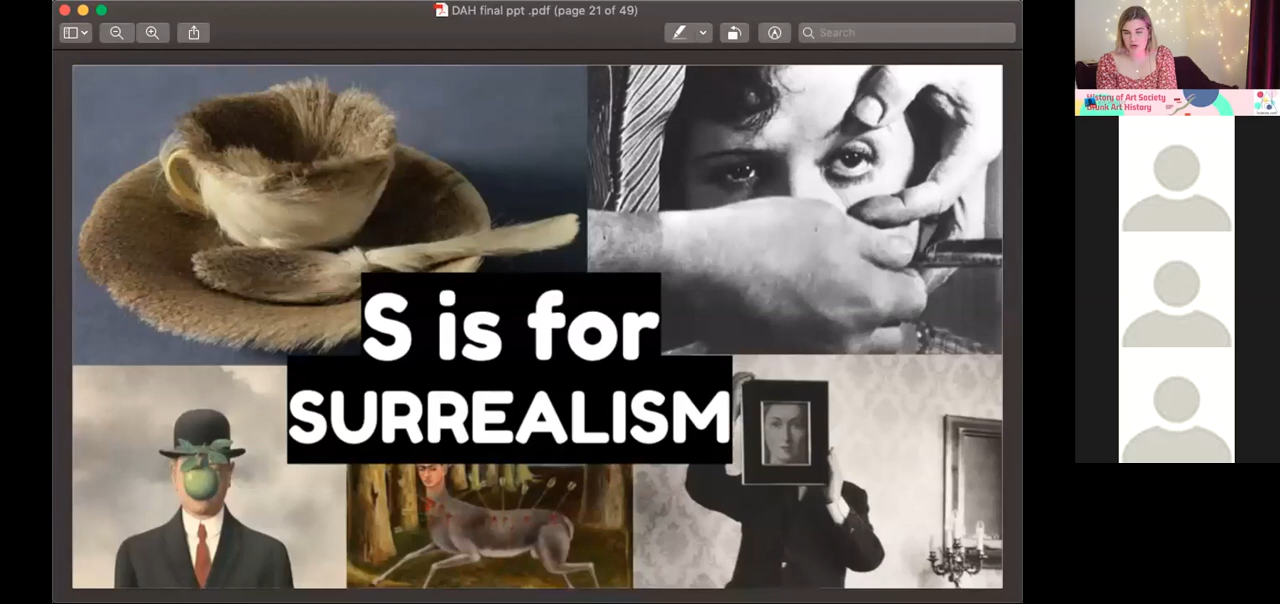 DAH final ppt .pdf (page 21 of 49)
Search
S is for
SURREALISM
History of Art Society
Drunk Art History